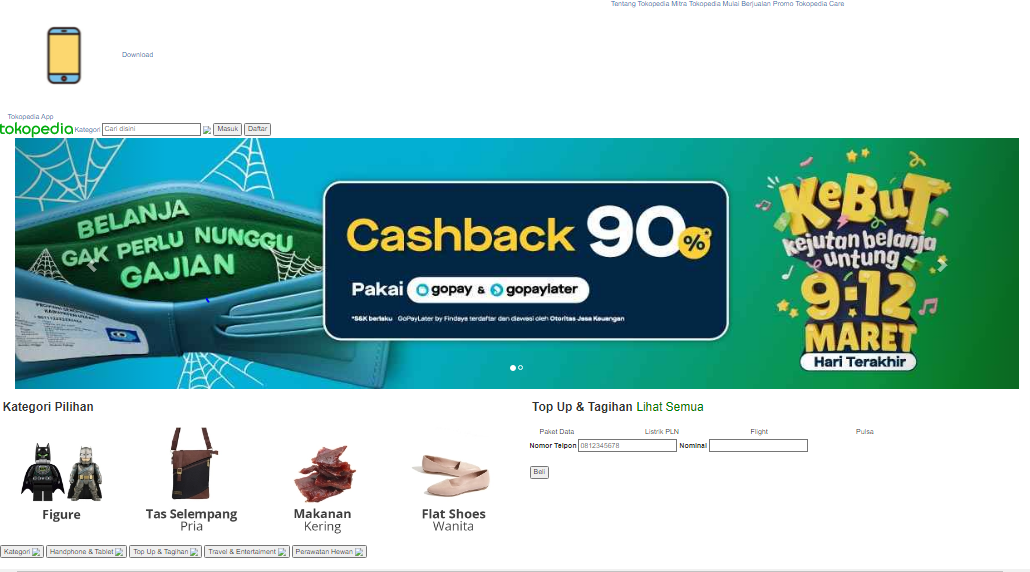 Tentang Tokopedia Mitra Tokopedia Mulai Berjualan Promo Tokopedia Care
Download
Tokopedia App
tokopedia Kategori Cari disini Masuk Daftar
BELANJA
GAK PERLU NUNGGU
GAJIAN
Cashback 90%
Pakai gopay & gopaylater
*S&K berlaku GoPayLater by Findaya terdaftar dan diawasi oleh Otoritas Jasa Keuangan
KEBUT
kejutan belanja
untung
9-12
MARET
Hari Terakhir
Kategori Pilihan
Figure
Tas Selempang
Pria
Makanan
Kering
Flat Shoes
Wanita
Top Up & Tagihan Lihat Semua
Paket Data Listrik PLN Flight Pulsa
Nomor Telpon 0812345678 Nominal
Beli
Kategori Handphone & Tablet Top Up & Tagihan Travel & Entertaiment Perawatan Hewan